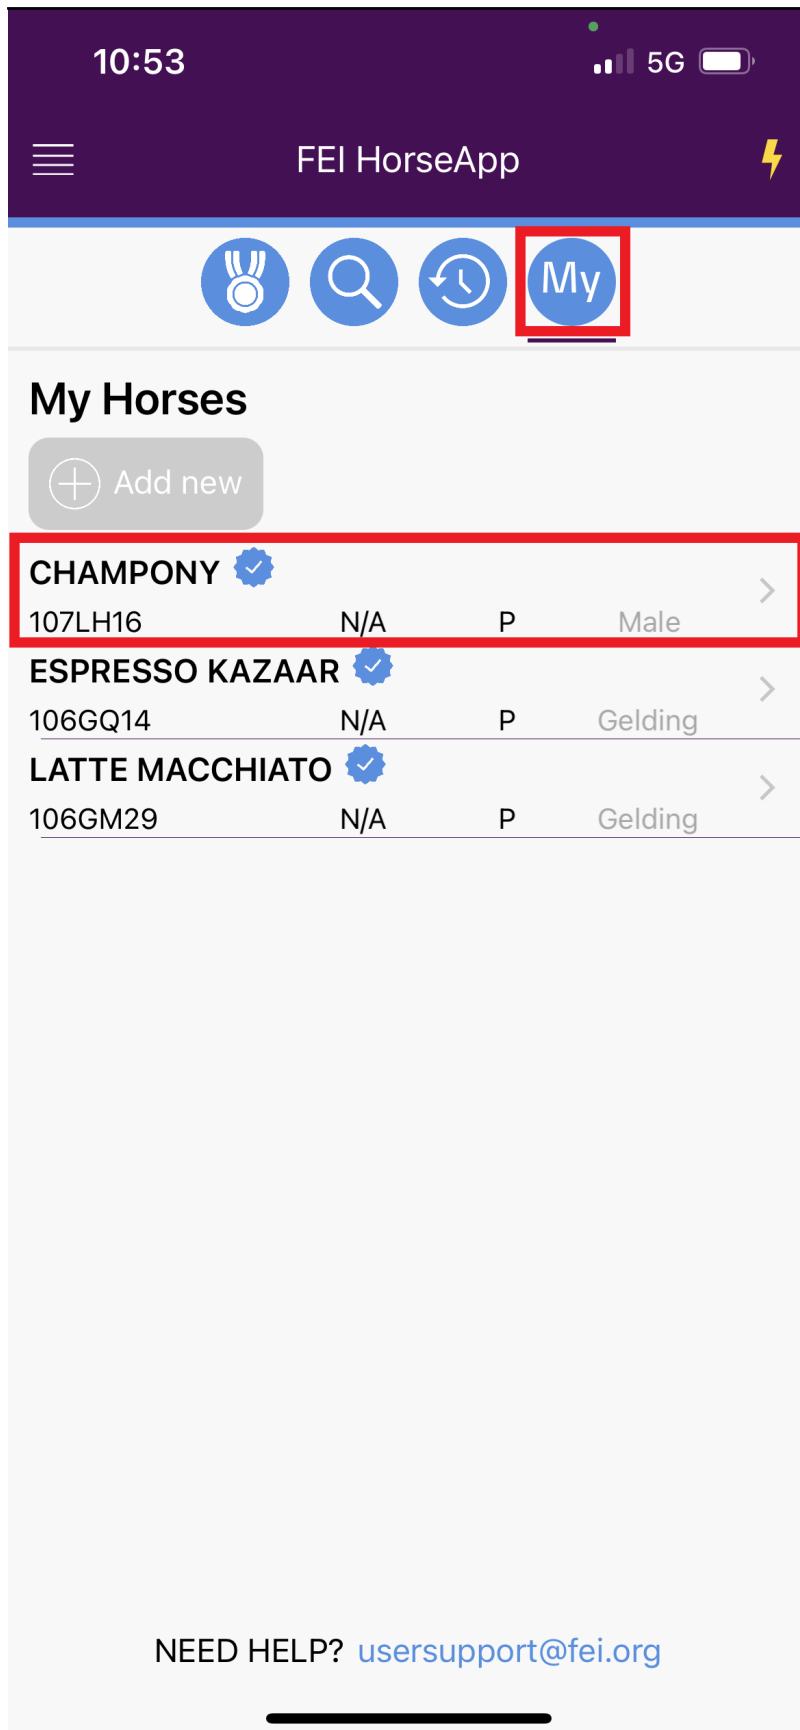 10:53 5G
FEI HorseApp
My
My Horses
Add new
CHAMPONY
107LH16 N/A P Male
ESPRESSO KAZAAR
106GQ14 N/A P Gelding
LATTE MACCHIATO
106GM29 N/A P Gelding
NEED HELP? usersupport@fei.org